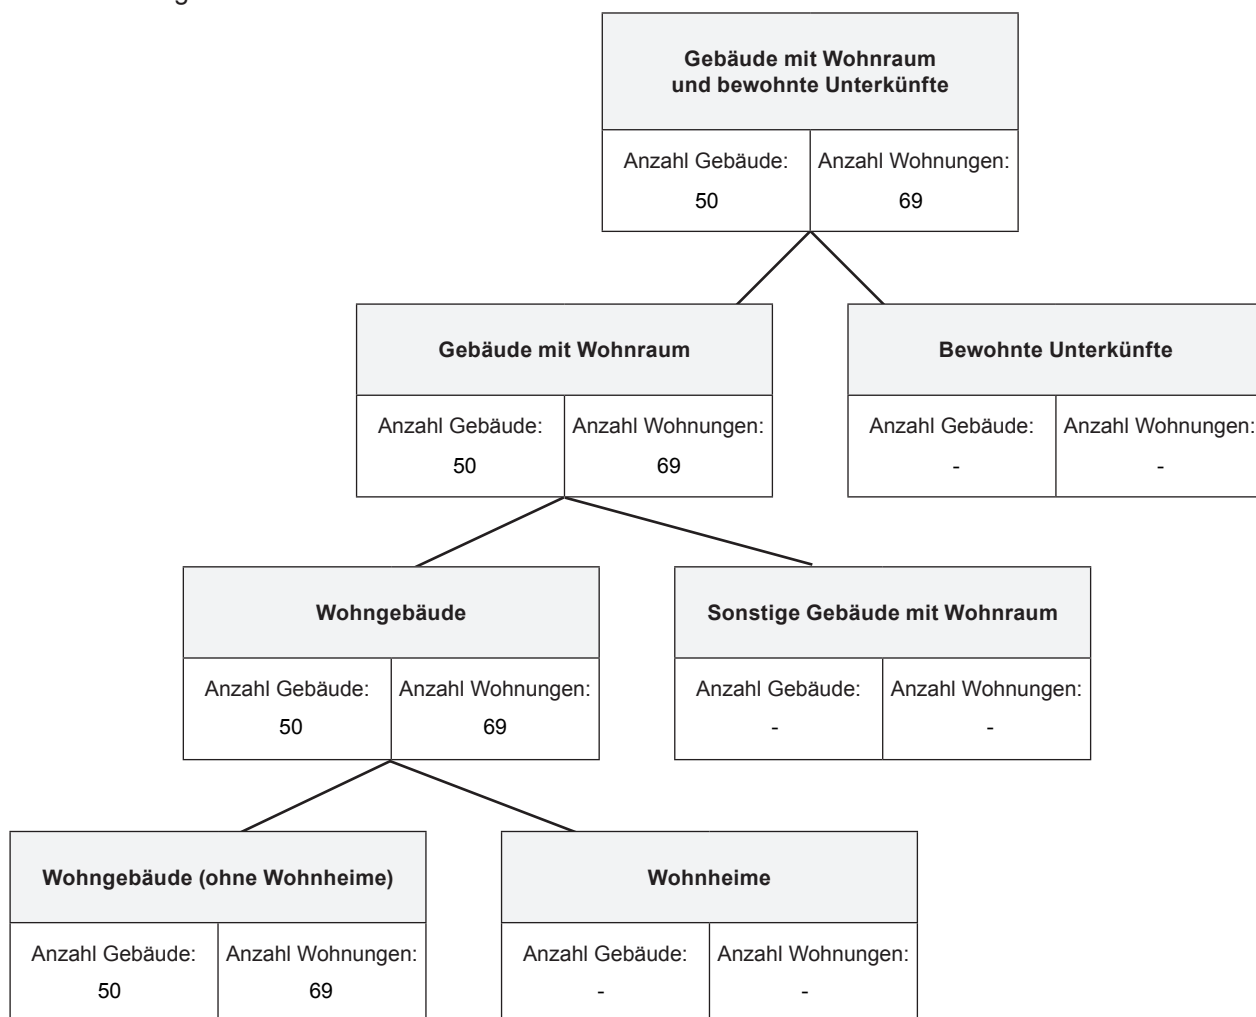 Gebäude mit Wohnraum
und bewohnte Unterkünfte
Anzahl Gebäude: Anzahl Wohnungen:
50 69
Gebäude mit Wohnraum
Anzahl Gebäude: Anzahl Wohnungen:
50 69
Bewohnte Unterkünfte
Anzahl Gebäude: Anzahl Wohnungen:
- -
Wohngebäude
Anzahl Gebäude: Anzahl Wohnungen:
50 69
Sonstige Gebäude mit Wohnraum
Anzahl Gebäude: Anzahl Wohnungen:
- -
Wohngebäude (ohne Wohnheime)
Anzahl Gebäude: Anzahl Wohnungen:
50 69
Wohnheime
Anzahl Gebäude: Anzahl Wohnungen:
- -